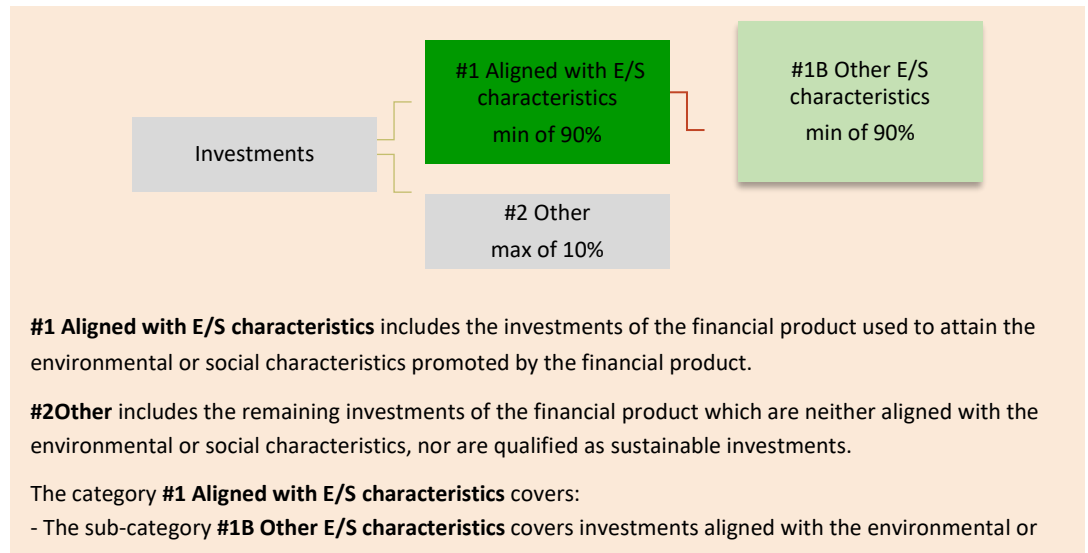 #1 Aligned with E/S
characteristics
min of 90%
#1B Other E/S
characteristics
min of 90%
Investments
#2 Other
max of 10%
#1 Aligned with E/S characteristics includes the investments of the financial product used to attain the
environmental or social characteristics promoted by the financial product.
#2Other includes the remaining investments of the financial product which are neither aligned with the
environmental or social characteristics, nor are qualified as sustainable investments.
The category #1 Aligned with E/S characteristics covers:
- The sub-category #1B Other E/S characteristics covers investments aligned with the environmental or